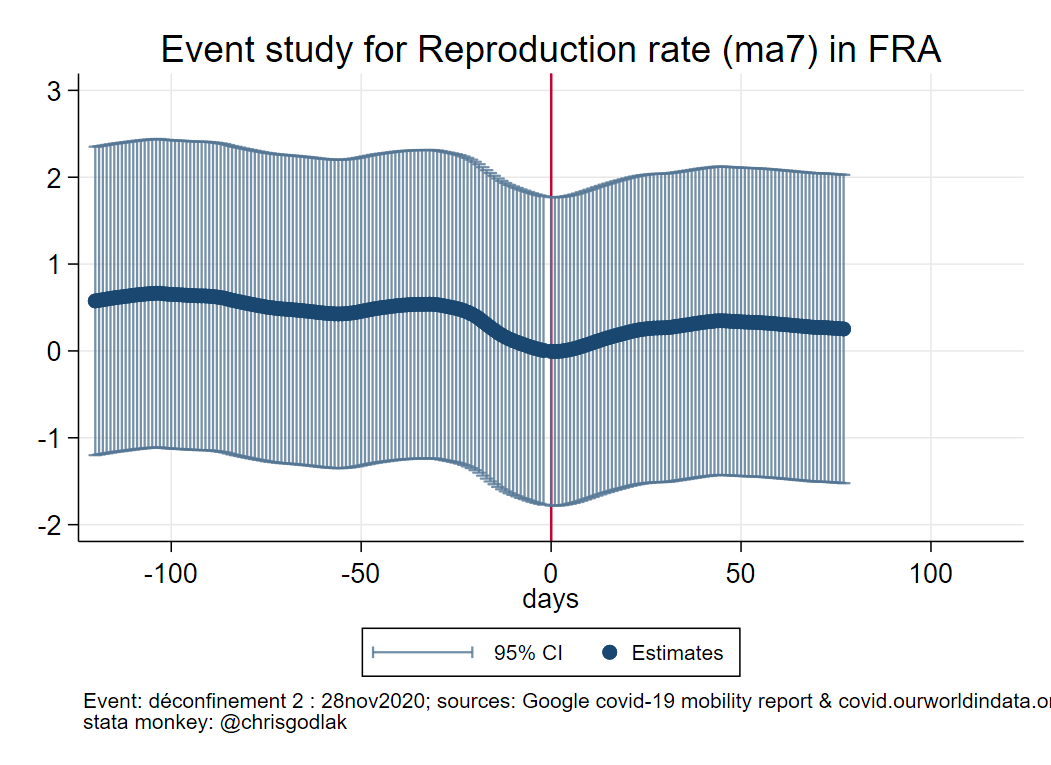 Event study for Reproduction rate (ma7) in FRA
3
2
1
0
-1
-2
-100 -50 0 50 100
days
95% CI Estimates
Event: déconfinement 2 : 28nov2020; sources: Google covid-19 mobility report & covid.ourworldindata.or
stata monkey: @chrisgodlak